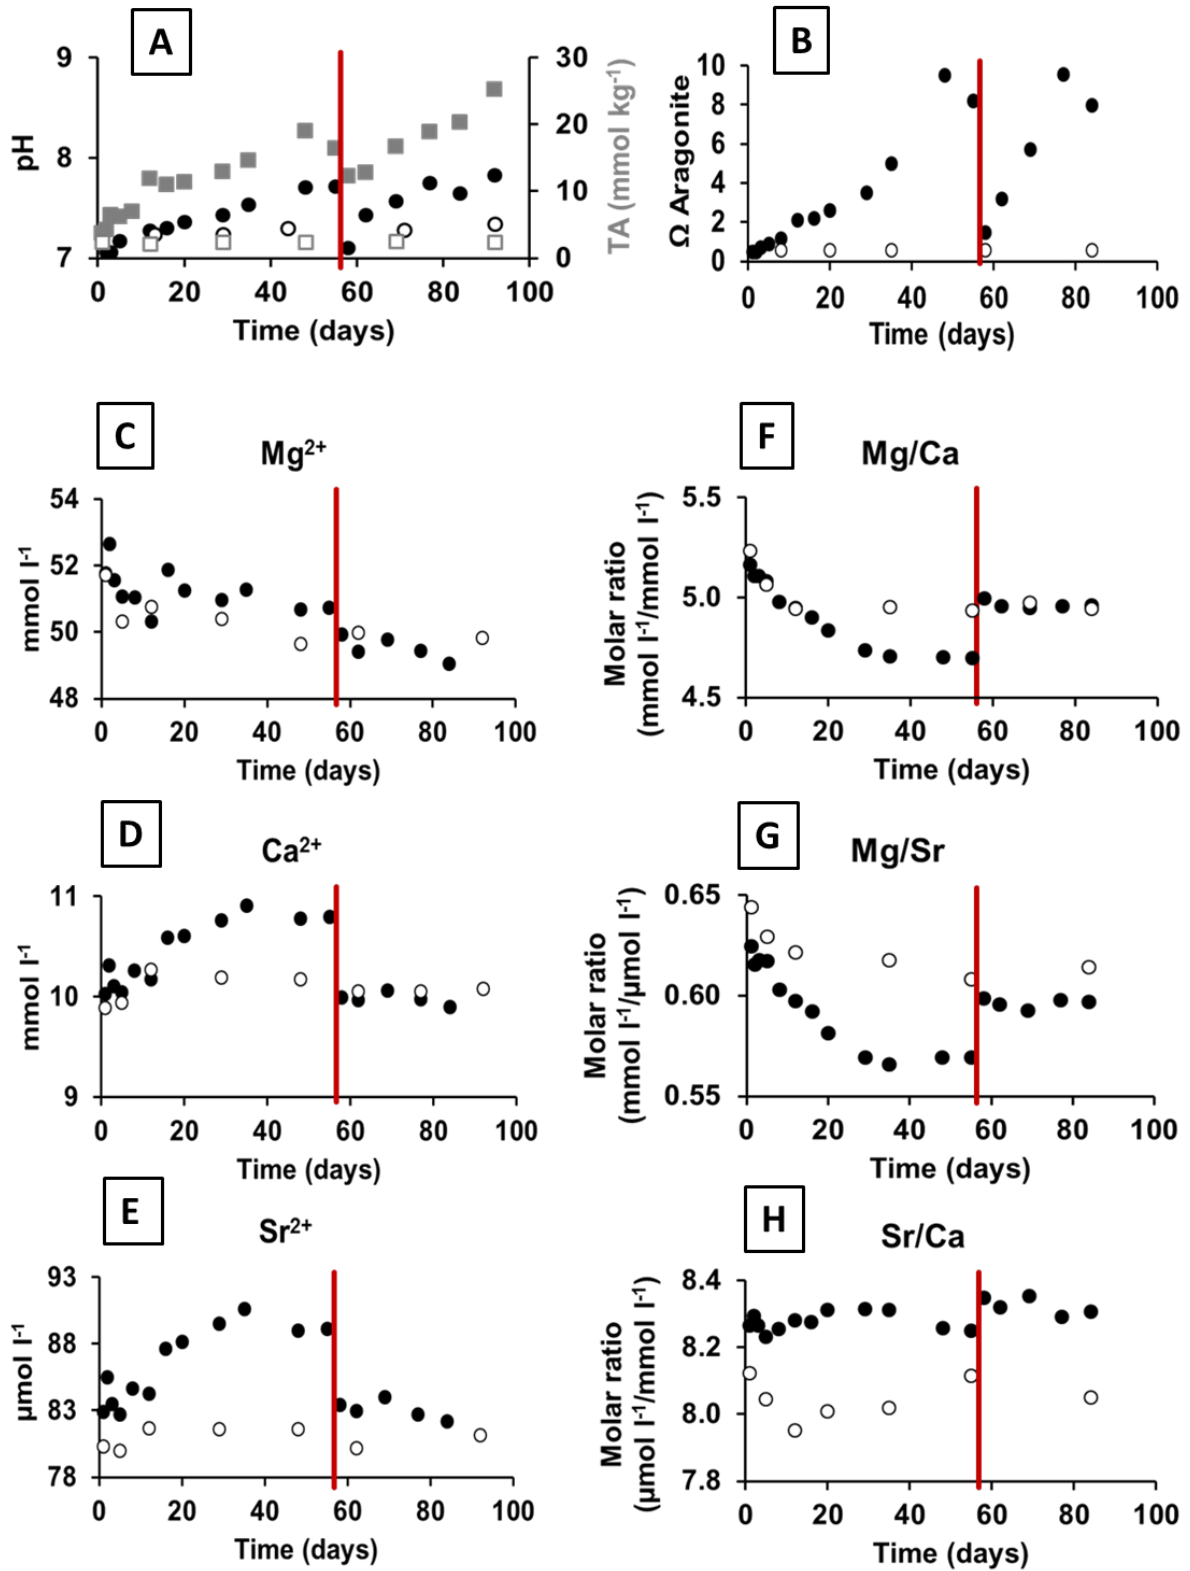 A
9
8
7
pH
30
20
10
0
TA (mmol kg-1)
0 20 40 60 80 100
Time (days)
B
10
8
6
4
2
0
Ω Aragonite
0 20 40 60 80 100
Time (days)
C
Mg2+
54
52
50
48
mmol l-1
0 20 40 60 80 100
Time (days)
F
Mg/Ca
5.5
5.0
4.5
Molar ratio
(mmol l-1/mmol l-1)
0 20 40 60 80 100
Time (days)
D
Ca2+
11
10
9
mmol l-1
0 20 40 60 80 100
Time (days)
G
Mg/Sr
0.65
0.60
0.55
Molar ratio
(mmol l-1/µmol l-1)
0 20 40 60 80 100
Time (days)
E
Sr2+
93
88
83
78
µmol l-1
0 20 40 60 80 100
Time (days)
H
Sr/Ca
8.4
8.2
8.0
7.8
Molar ratio
(µmol l-1/mmol l-1)
0 20 40 60 80 100
Time (days)